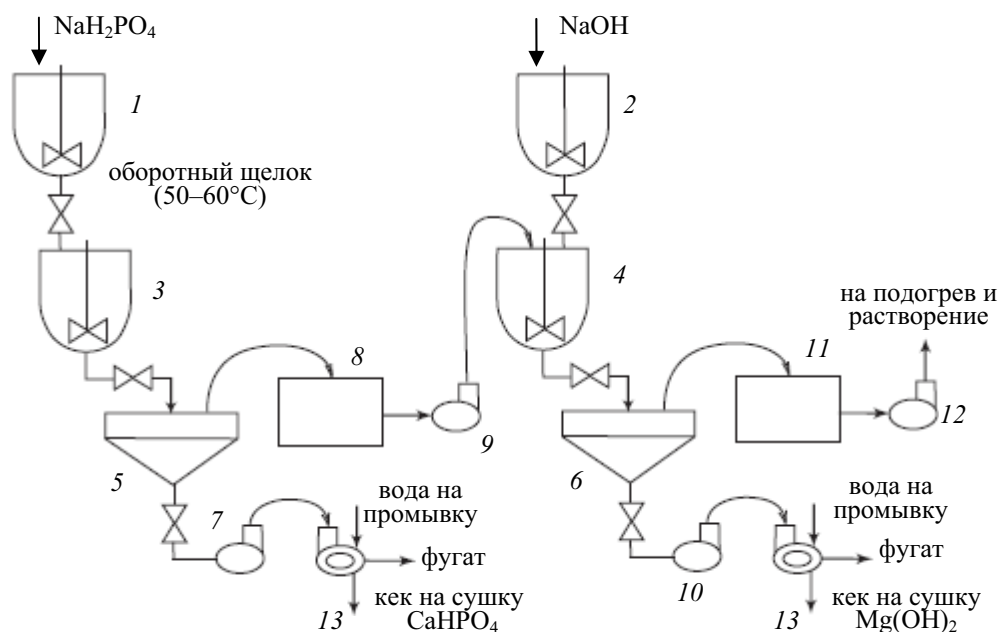 NaH₂PO₄
NaOH
1
2
оборотный щелок
(50–60°C)
3
4
на подогрев и
растворение
8
11
9
12
5
6
вода на
промывку
вода на
промывку
7
фугат
фугат
10
13
кек на сушку
CaHPO₄
13
кек на сушку
Mg(OH)₂